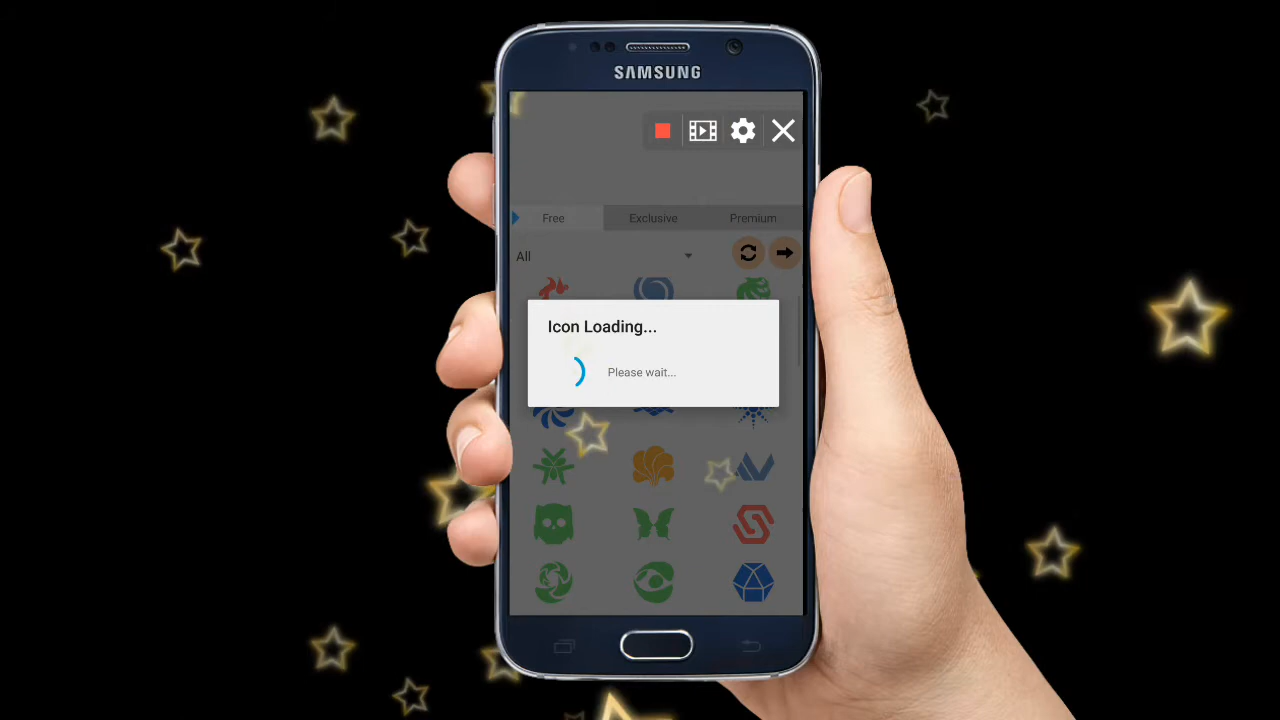 SAMSUNG
Free Exclusive Premium
All
Icon Loading...
Please wait...